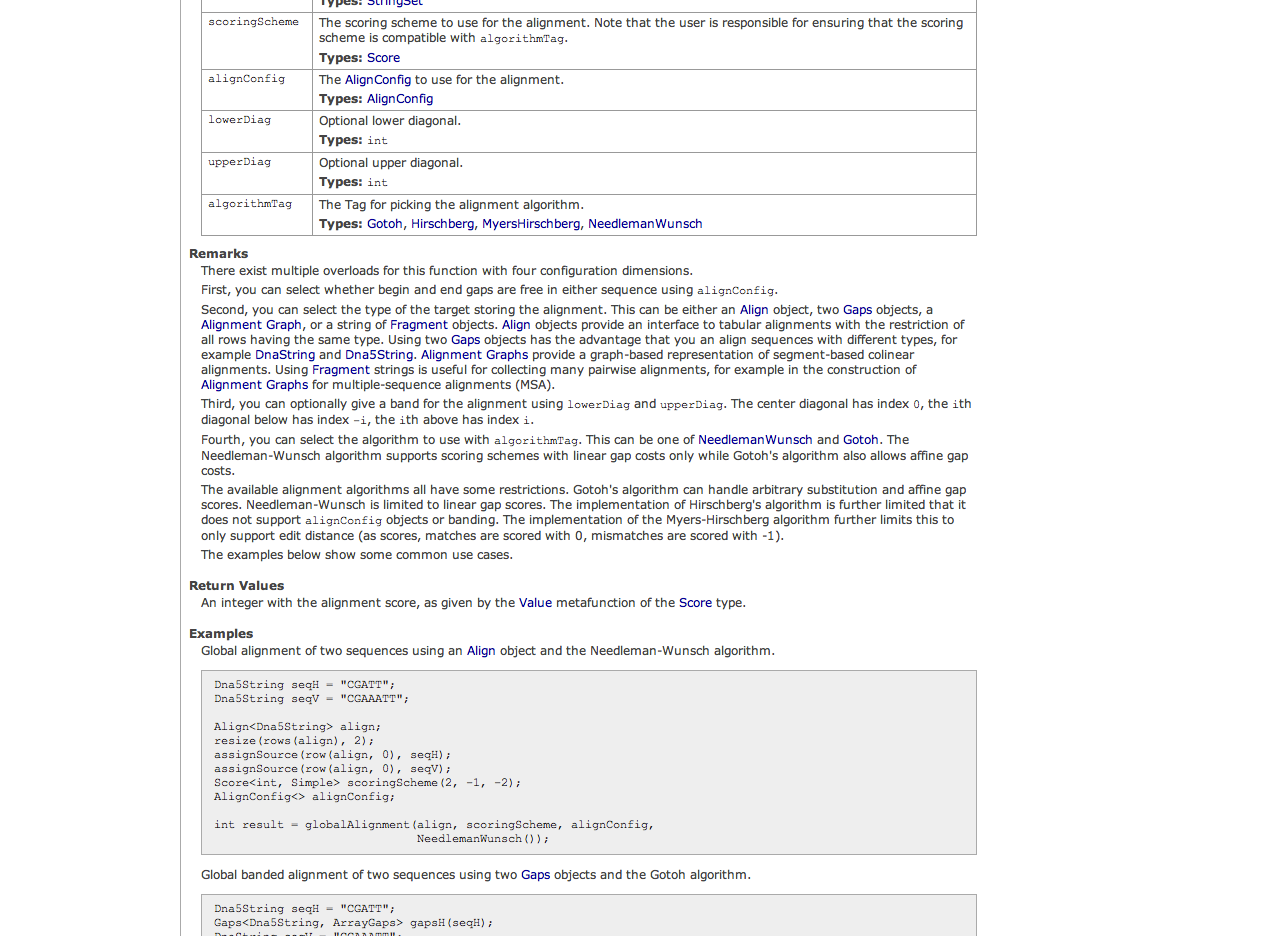 Types: StringSet
scoringScheme The scoring scheme to use for the alignment. Note that the user is responsible for ensuring that the scoring
scheme is compatible with algorithmTag.
Types: Score
alignConfig The AlignConfig to use for the alignment.
Types: AlignConfig
lowerDiag Optional lower diagonal.
Types: int
upperDiag Optional upper diagonal.
Types: int
algorithmTag The Tag for picking the alignment algorithm.
Types: Gotoh, Hirschberg, MyersHirschberg, NeedlemanWunsch
Remarks
There exist multiple overloads for this function with four configuration dimensions.
First, you can select whether begin and end gaps are free in either sequence using alignConfig.
Second, you can select the type of the target storing the alignment. This can be either an Align object, two Gaps objects, a
Alignment Graph, or a string of Fragment objects. Align objects provide an interface to tabular alignments with the restriction of
all rows having the same type. Using two Gaps objects has the advantage that you an align sequences with different types, for
example DnaString and Dna5String. Alignment Graphs provide a graph-based representation of segment-based colinear
alignments. Using Fragment strings is useful for collecting many pairwise alignments, for example in the construction of
Alignment Graphs for multiple-sequence alignments (MSA).
Third, you can optionally give a band for the alignment using lowerDiag and upperDiag. The center diagonal has index 0, the ith
diagonal below has index -i, the ith above has index i.
Fourth, you can select the algorithm to use with algorithmTag. This can be one of NeedlemanWunsch and Gotoh. The
Needleman-Wunsch algorithm supports scoring schemes with linear gap costs only while Gotoh's algorithm also allows affine gap
costs.
The available alignment algorithms all have some restrictions. Gotoh's algorithm can handle arbitrary substitution and affine gap
scores. Needleman-Wunsch is limited to linear gap scores. The implementation of Hirschberg's algorithm is further limited that it
does not support alignConfig objects or banding. The implementation of the Myers-Hirschberg algorithm further limits this to
only support edit distance (as scores, matches are scored with 0, mismatches are scored with -1).
The examples below show some common use cases.
Return Values
An integer with the alignment score, as given by the Value metafunction of the Score type.
Examples
Global alignment of two sequences using an Align object and the Needleman-Wunsch algorithm.
Dna5String seqH = "CGATT";
Dna5String seqV = "CGAAATT";
Align<Dna5String> align;
resize(rows(align), 2);
assignSource(row(align, 0), seqH);
assignSource(row(align, 0), seqV);
Score<int, Simple> scoringScheme(2, -1, -2);
AlignConfig<> alignConfig;
int result = globalAlignment(align, scoringScheme, alignConfig,
NeedlemanWunsch());
Global banded alignment of two sequences using two Gaps objects and the Gotoh algorithm.
Dna5String seqH = "CGATT";
Gaps<Dna5String, ArrayGaps> gapsH(seqH);
DnaString seqV = "CGAAATT";